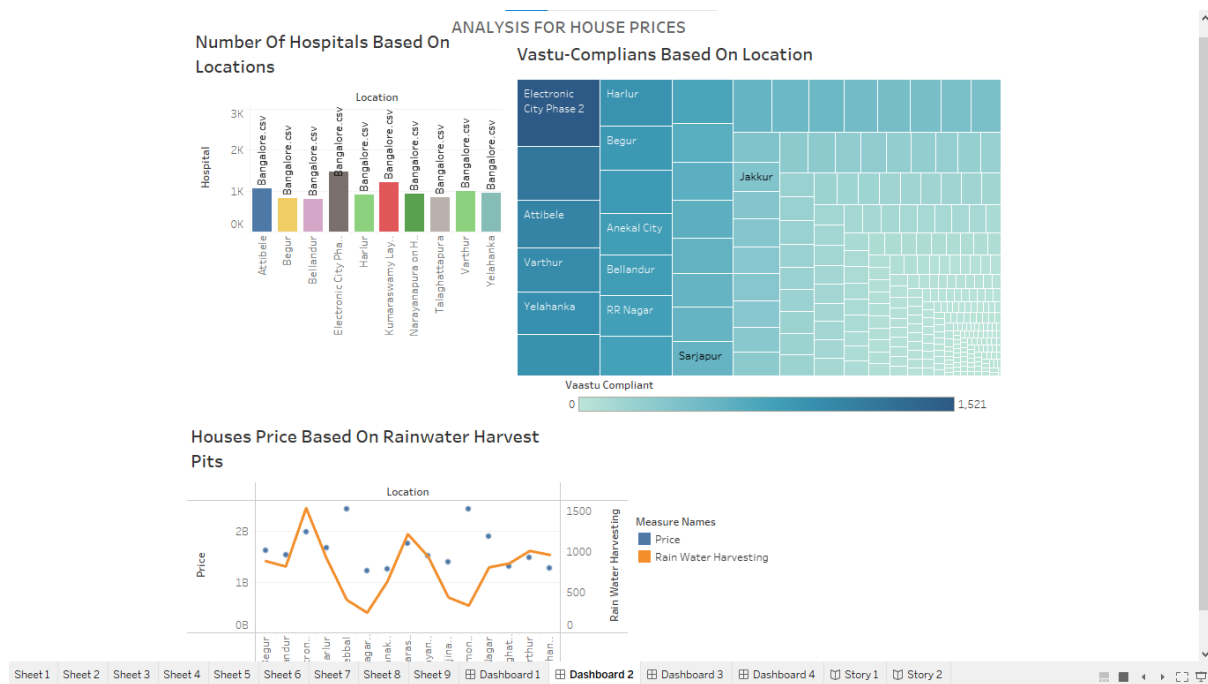 ANALYSIS FOR HOUSE PRICES
Number Of Hospitals Based On
Locations
Location
Hospital
3K
2K
1K
0K
Bangalore.csv
Bangalore.csv
Bangalore.csv
Bangalore.csv
Bangalore.csv
Bangalore.csv
Bangalore.csv
Bangalore.csv
Bangalore.csv
Bangalore.csv
Attibele
Begur
Bellandur
Electronic City Pha..
Harlur
Kumaraswamy Lay..
Narayanapura on H..
Talaghattapura
Varthur
Yelahanka
Vastu-Complians Based On Location
Electronic
City Phase 2
Attibele
Varthur
Yelahanka
Harlur
Begur
Anekal City
Bellandur
RR Nagar
Sarjapur
Jakkur
Vaastu Compliant
0
1,521
Houses Price Based On Rainwater Harvest
Pits
Location
Price
2B
1B
0B
1500
1000
500
0
Rain Water Harvesting
Measure Names
Price
Rain Water Harvesting
Sheet 1
Sheet 2
Sheet 3
Sheet 4
Sheet 5
Sheet 6
Sheet 7
Sheet 8
Sheet 9
Dashboard 1
Dashboard 2
Dashboard 3
Dashboard 4
Story 1
Story 2